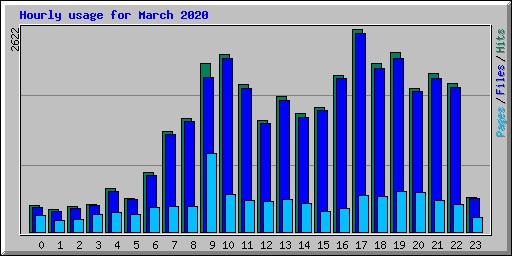 Hourly usage for March 2020
2622
Pages / Files / Hits
0 1 2 3 4 5 6 7 8 9 10 11 12 13 14 15 16 17 18 19 20 21 22 23